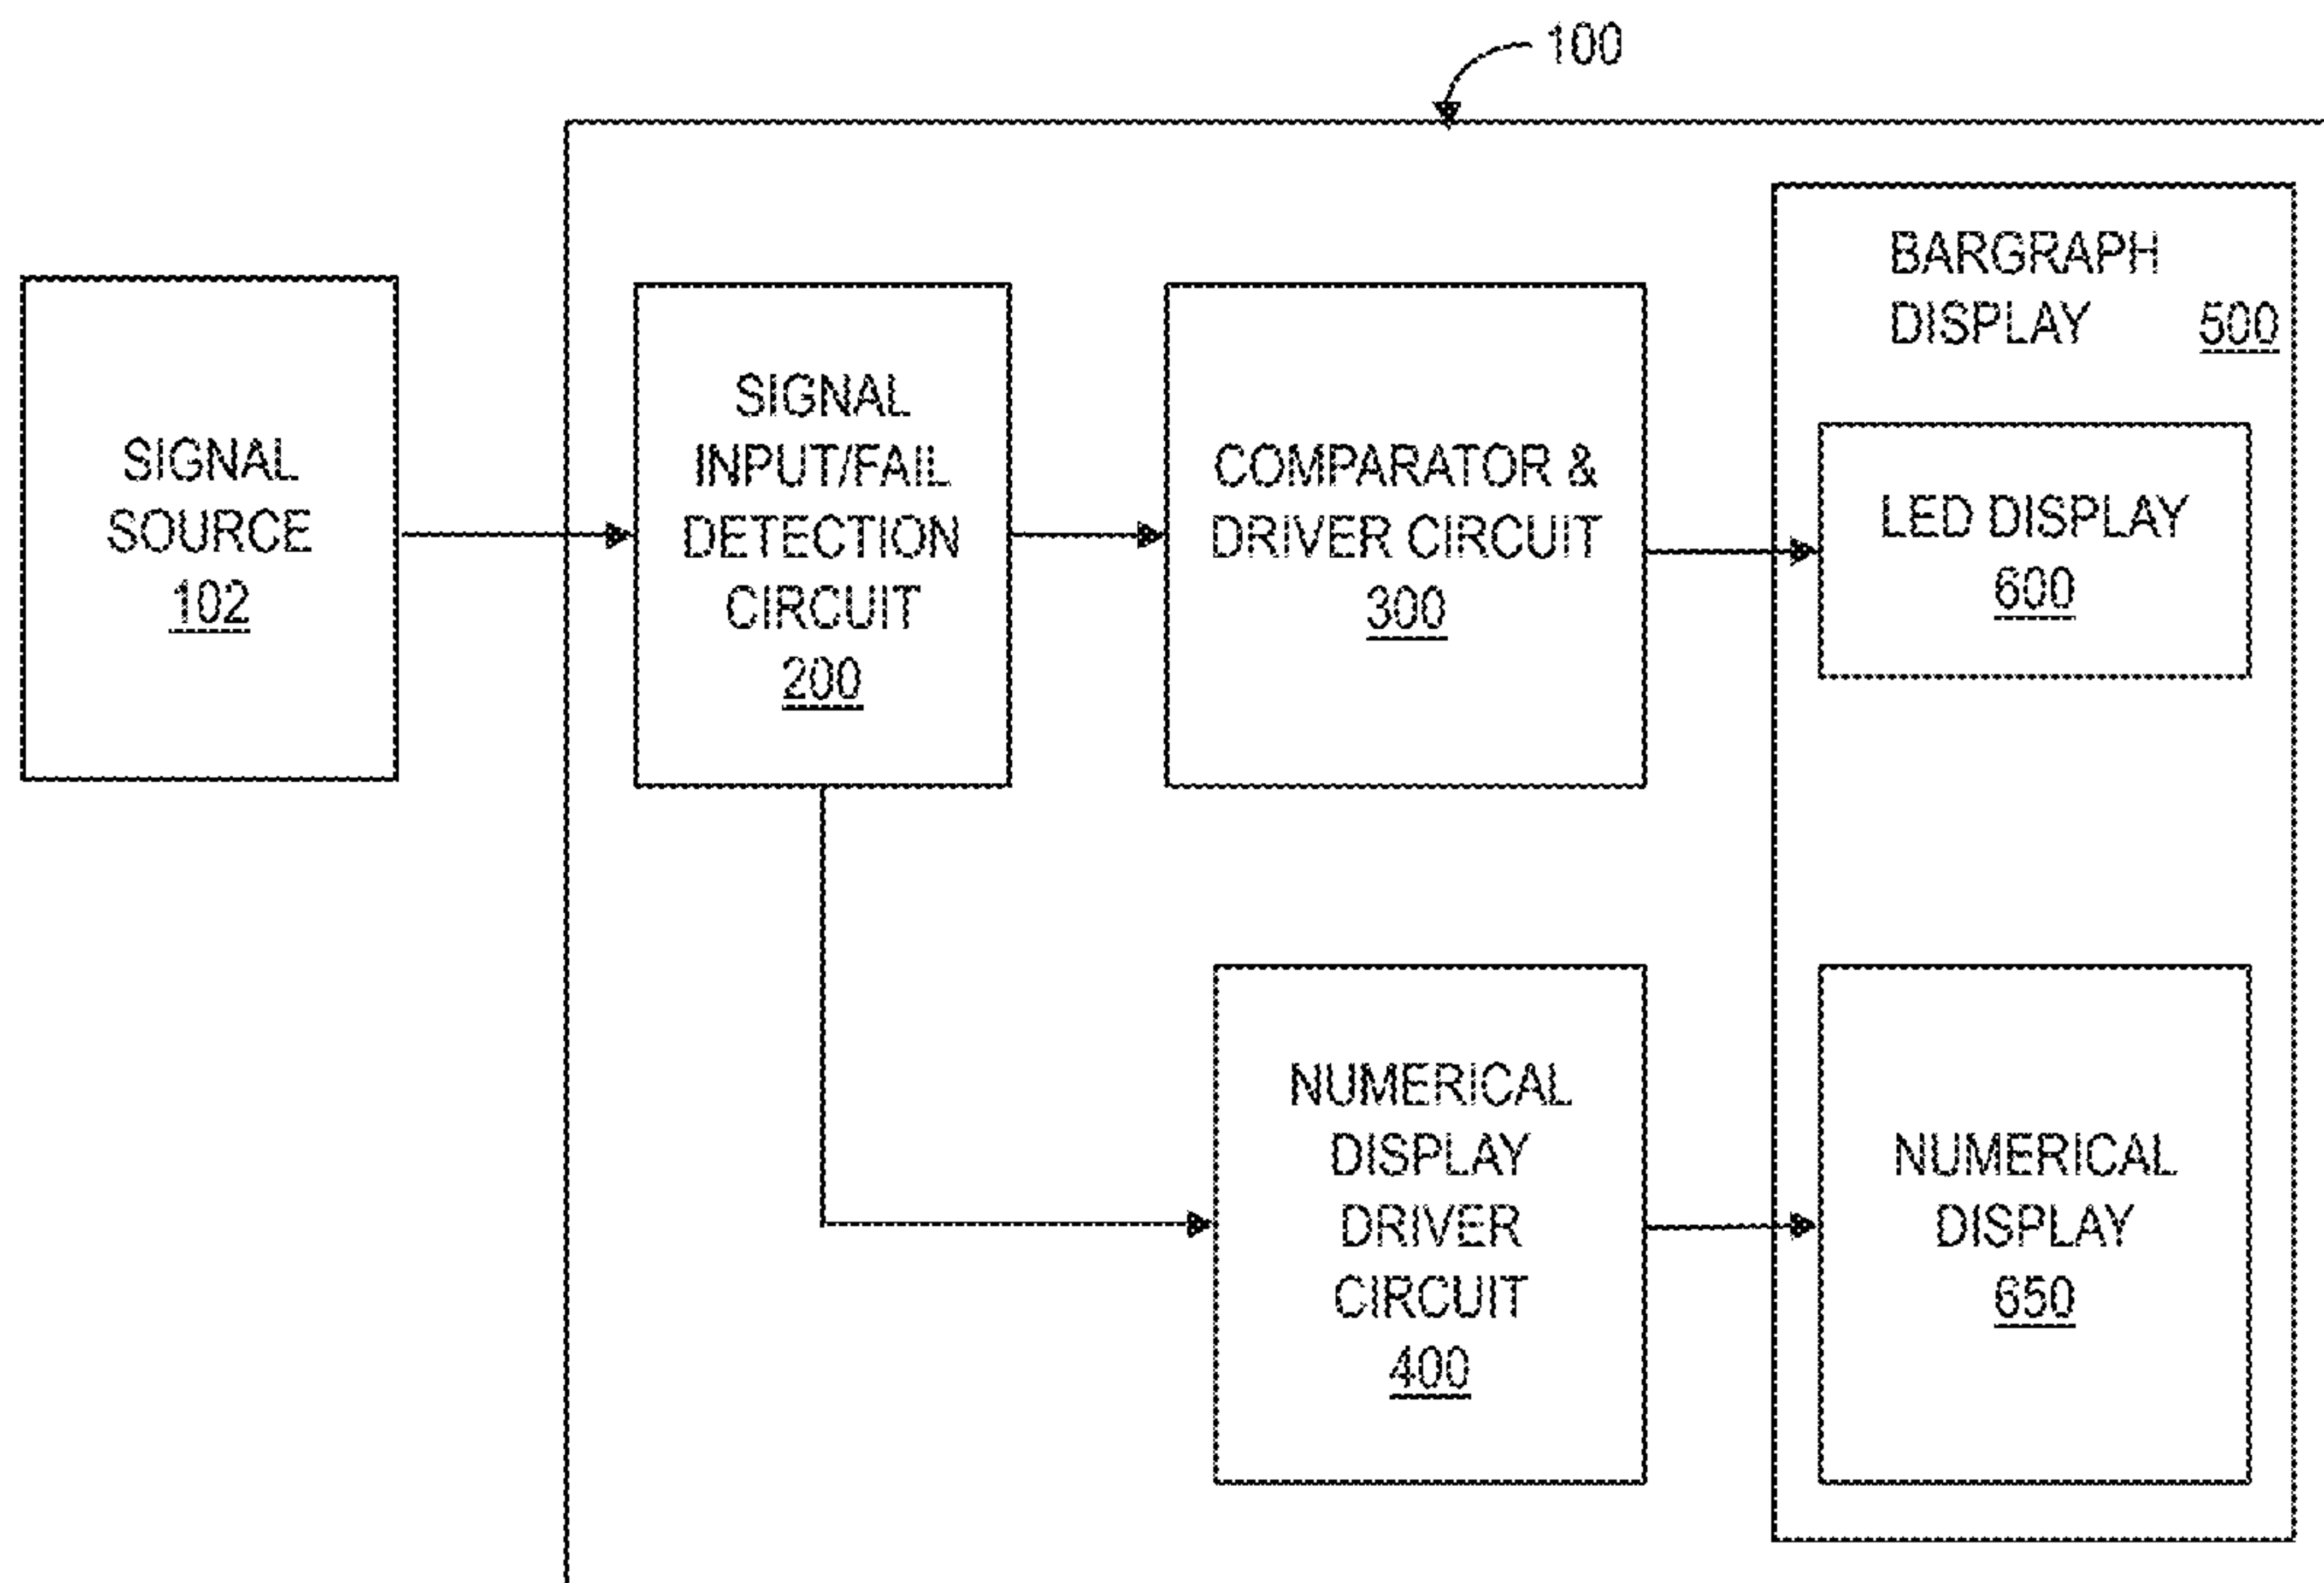 100
SIGNAL
SOURCE
102
SIGNAL
INPUT/FAIL
DETECTION
CIRCUIT
200
COMPARATOR &
DRIVER CIRCUIT
300
BARGRAPH
DISPLAY 500
LED DISPLAY
600
NUMERICAL
DISPLAY
DRIVER
CIRCUIT
400
NUMERICAL
DISPLAY
650